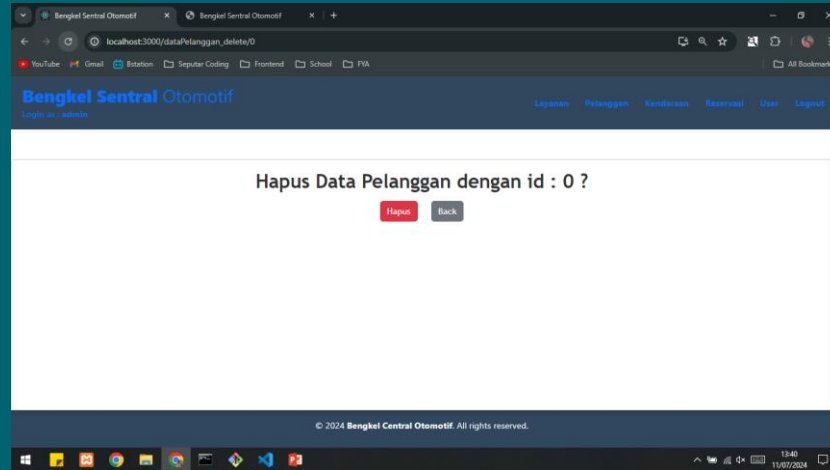 Bengkel Sentral Otomotif
Bengkel Sentral Otomotif
localhost:3000/dataPelanggan_delete/0
YouTube Gmail Bstation Seputar Coding Frontend School FYA All Bookmark
Bengkel Sentral Otomotif
Login as : admin
Layanan Pelanggan Kendaraan Reservasi User Logout
Hapus Data Pelanggan dengan id : 0 ?
Hapus Back
© 2024 Bengkel Central Otomotif. All rights reserved.
13:40
11/07/2024